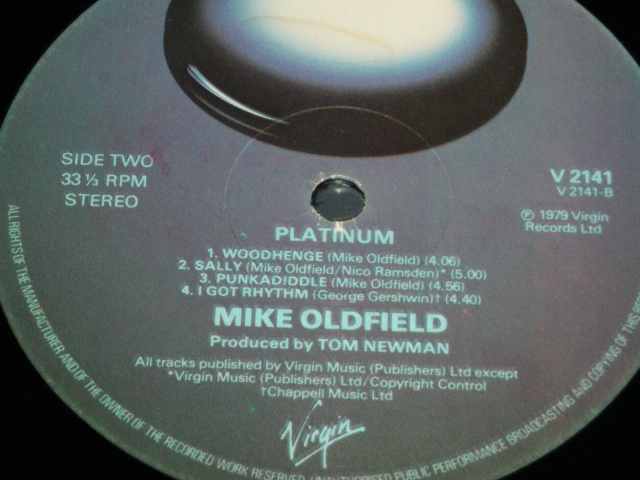 SIDE TWO
33 ⅓ RPM
STEREO
V 2141
V 2141-B
℗ 1979 Virgin
Records Ltd
PLATINUM
1. WOODHENGE (Mike Oldfield) (4.06)
2. SALLY (Mike Oldfield/Nico Ramsden)* (5.00)
3. PUNKADIDDLE (Mike Oldfield) (4.56)
4. I GOT RHYTHM (George Gershwin)† (4.40)
MIKE OLDFIELD
Produced by TOM NEWMAN
All tracks published by Virgin Music (Publishers) Ltd except
*Virgin Music (Publishers) Ltd/Copyright Control
†Chappell Music Ltd
Virgin
ALL RIGHTS OF THE MANUFACTURER AND OF THE OWNER OF THE RECORDED WORK RESERVED. UNAUTHORISED PUBLIC PERFORMANCE BROADCASTING AND COPYING OF THIS